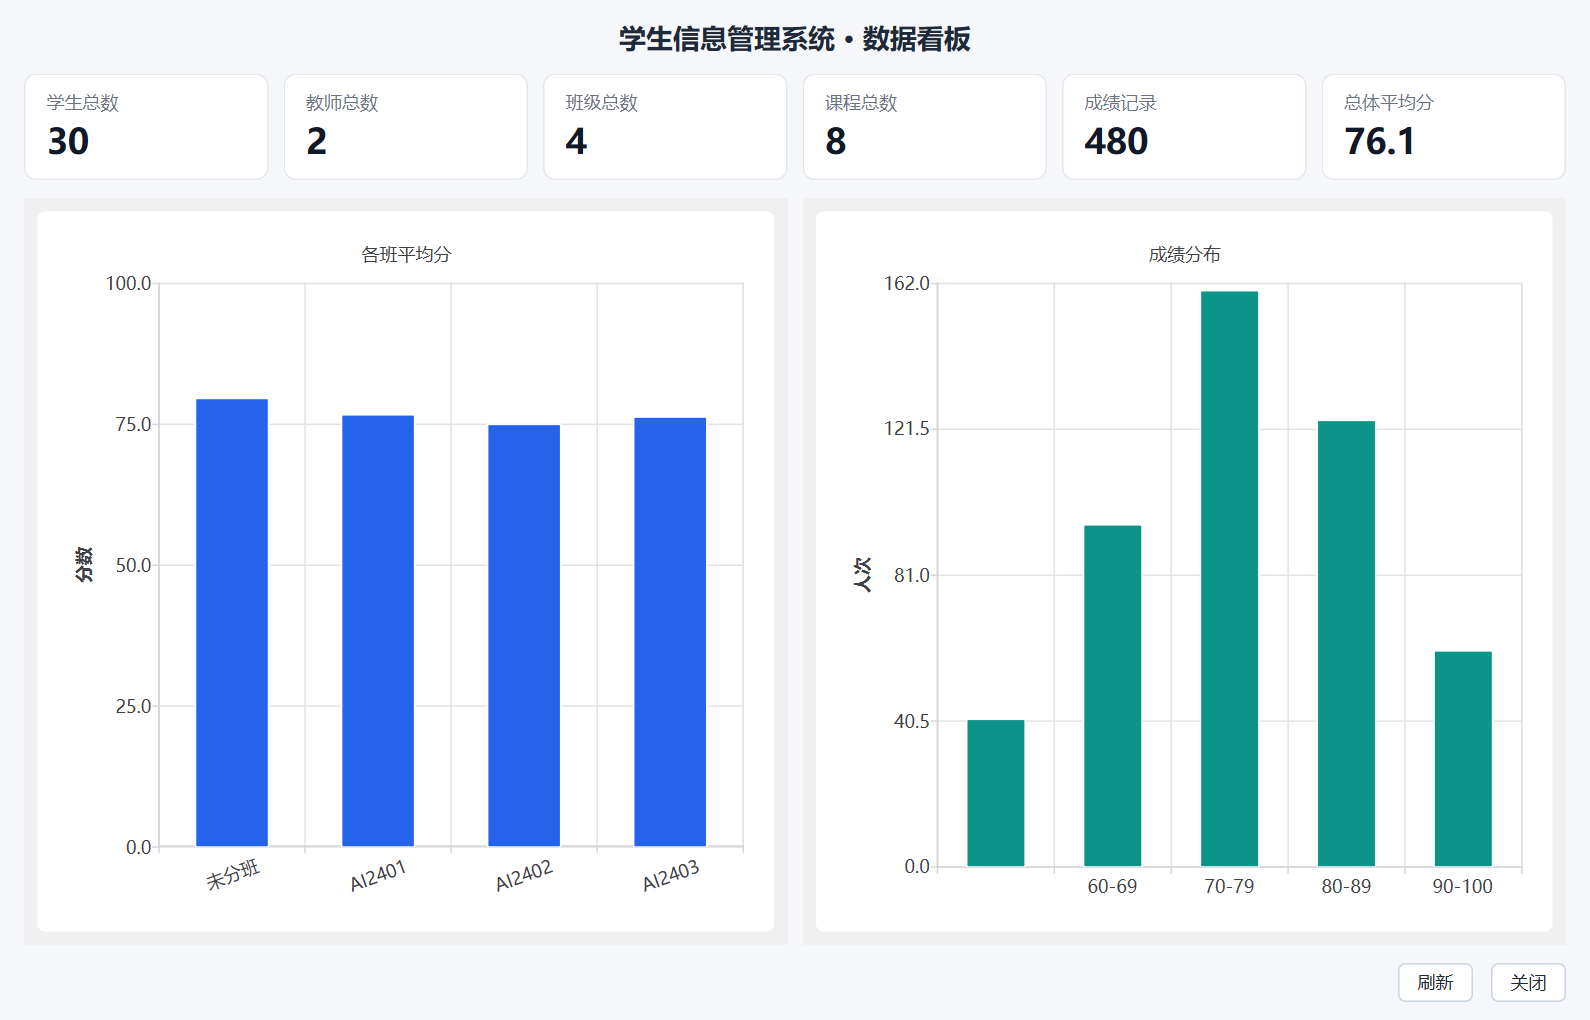 学生信息管理系统 • 数据看板
学生总数
30
教师总数
2
班级总数
4
课程总数
8
成绩记录
480
总体平均分
76.1
各班平均分
100.0
75.0
50.0
25.0
0.0
分数
未分班
AI2401
AI2402
AI2403
成绩分布
162.0
121.5
81.0
40.5
0.0
人次
60-69
70-79
80-89
90-100
刷新
关闭